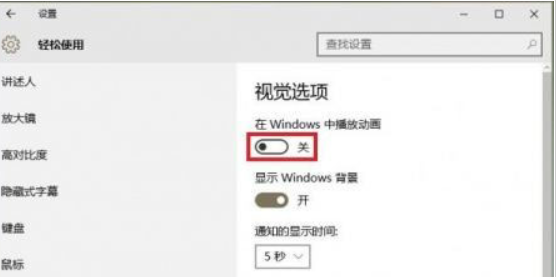 设置
轻松使用
查找设置
讲述人
放大镜
高对比度
隐藏式字幕
键盘
鼠标
视觉选项
在 Windows 中播放动画
关
显示 Windows 背景
开
通知的显示时间:
5 秒